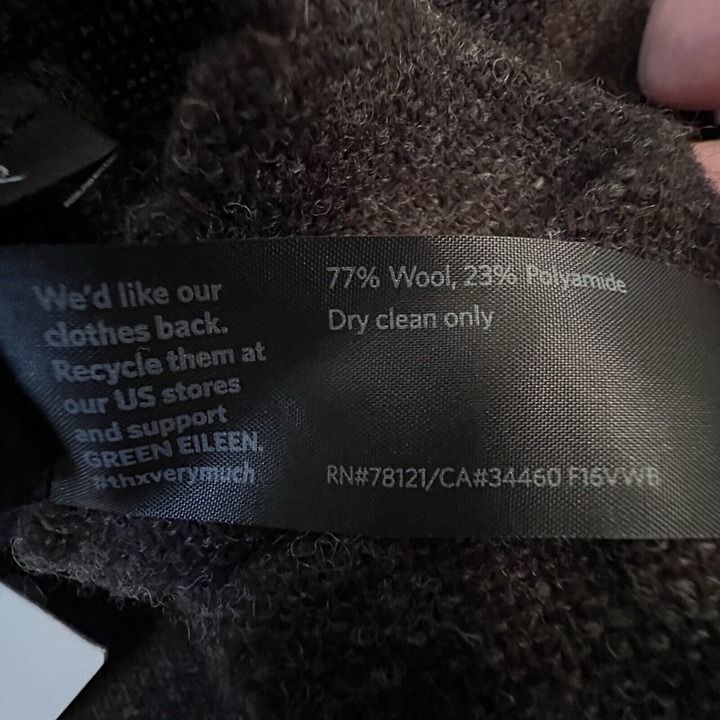 We'd like our
clothes back.
Recycle them at
our US stores
and support
GREEN EILEEN.
#thxverymuch
77% Wool, 23% Polyamide
Dry clean only
RN#78121/CA#34460 F16VWB